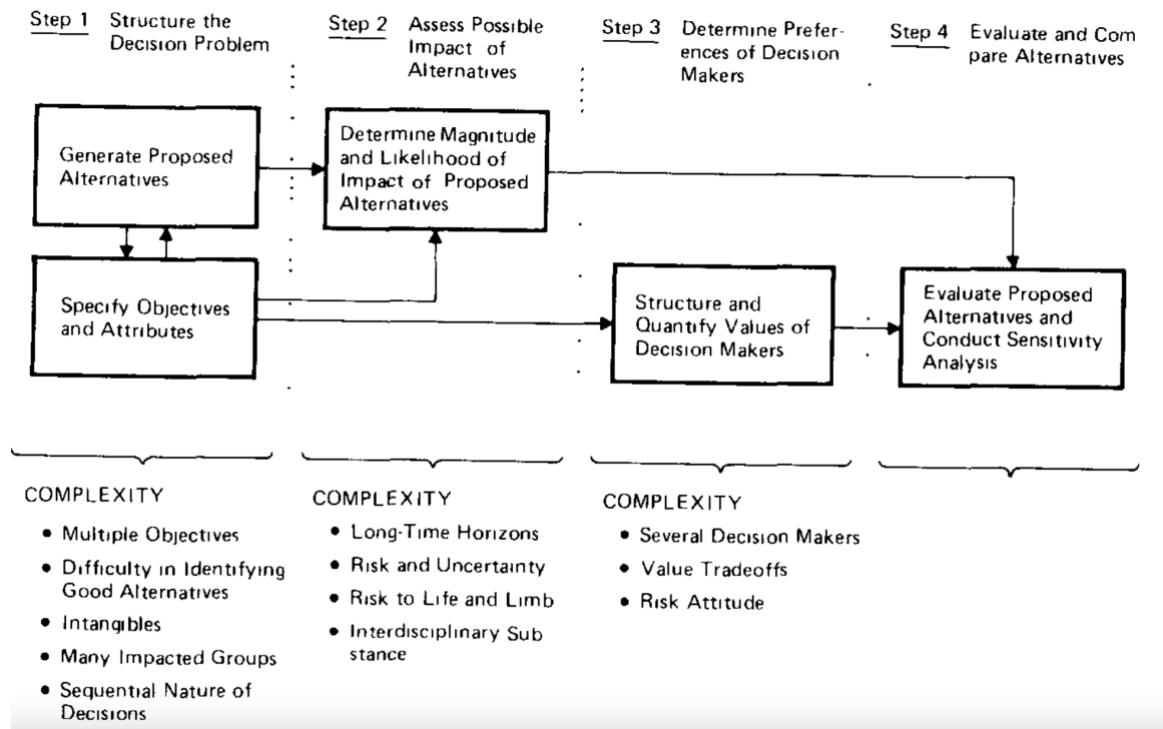 Step 1 Structure the
Decision Problem
Step 2 Assess Possible
Impact of
Alternatives
Step 3 Determine Prefer-
ences of Decision
Makers
Step 4 Evaluate and Com
pare Alternatives
Generate Proposed
Alternatives
Determine Magnitude
and Likelihood of
Impact of Proposed
Alternatives
Specify Objectives
and Attributes
Structure and
Quantify Values of
Decision Makers
Evaluate Proposed
Alternatives and
Conduct Sensitivity
Analysis
COMPLEXITY
• Multiple Objectives
• Difficulty in Identifying
Good Alternatives
• Intangibles
• Many Impacted Groups
• Sequential Nature of
Decisions
COMPLEXITY
• Long-Time Horizons
• Risk and Uncertainty
• Risk to Life and Limb
• Interdisciplinary Sub
stance
COMPLEXITY
• Several Decision Makers
• Value Tradeoffs
• Risk Attitude